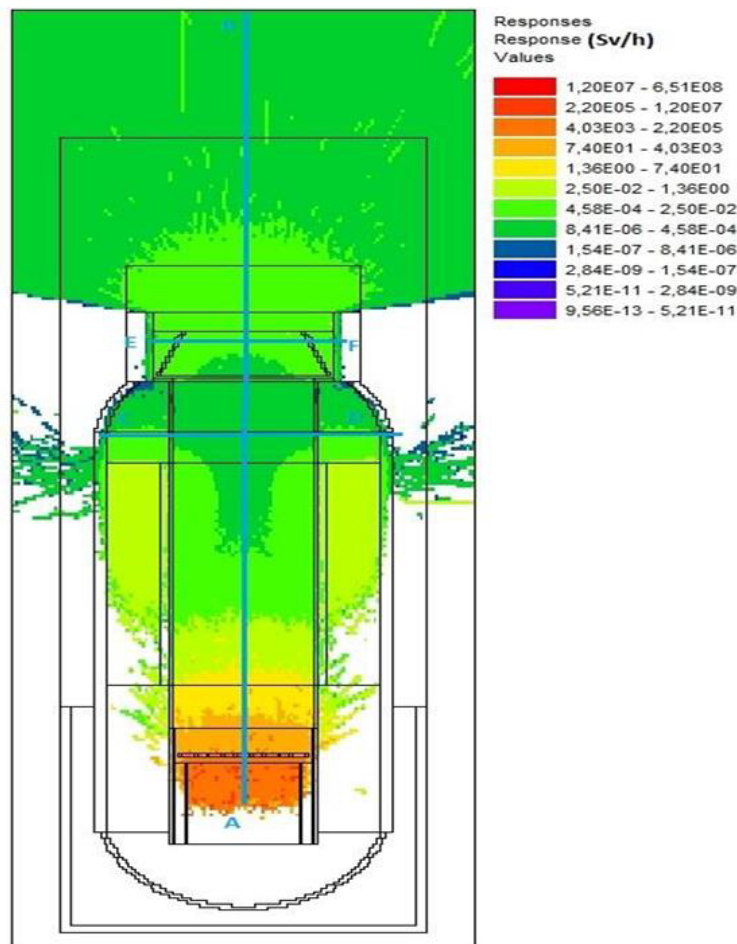 Responses
Response (Sv/h)
Values
1,20E07 - 6,51E08
2,20E05 - 1,20E07
4,03E03 - 2,20E05
7,40E01 - 4,03E03
1,36E00 - 7,40E01
2,50E-02 - 1,36E00
4,58E-04 - 2,50E-02
8,41E-06 - 4,58E-04
1,54E-07 - 8,41E-06
2,84E-09 - 1,54E-07
5,21E-11 - 2,84E-09
9,56E-13 - 5,21E-11
E F
A